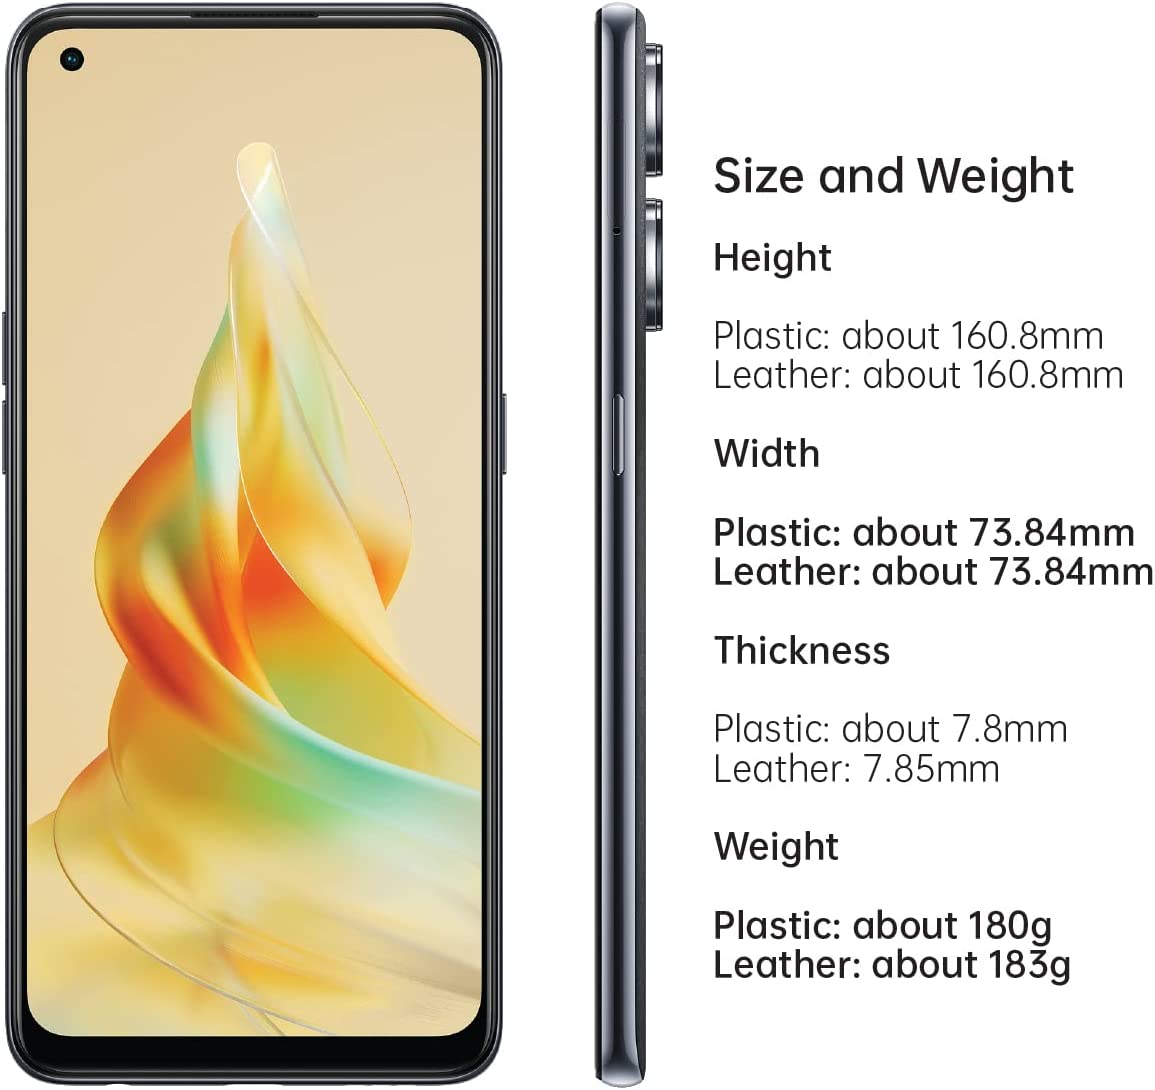 Size and Weight
Height
Plastic: about 160.8mm
Leather: about 160.8mm
Width
Plastic: about 73.84mm
Leather: about 73.84mm
Thickness
Plastic: about 7.8mm
Leather: 7.85mm
Weight
Plastic: about 180g
Leather: about 183g